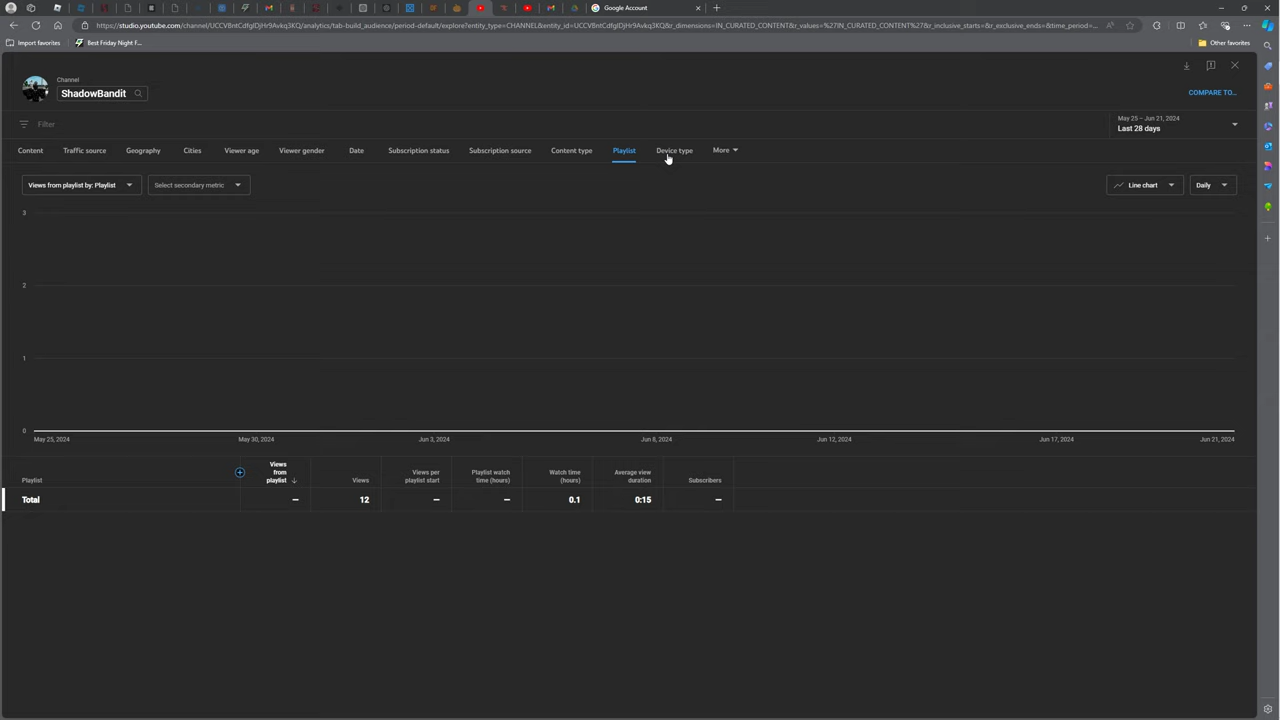 Google Account
https://studio.youtube.com/channel/UCCVBntCdfglDjHr9Avkq3KQ/analytics/tab-build_audience/period-default/explore?entity_type=CHANNEL&entity_id=UCCVBntCdfglDjHr9Avkq3KQ&r_dimensions=IN_CURATED_CONTENT&r_values=%27IN_CURATED_CONTENT%27&r_inclusive_starts=&r_exclusive_ends=&time_period=...
Import favorites
Best Friday Night F...
Other favorites
Channel
ShadowBandit
COMPARE TO...
Filter
May 25 – Jun 21, 2024
Last 28 days
Content Traffic source Geography Cities Viewer age Viewer gender Date Subscription status Subscription source Content type Playlist Device type More
Views from playlist by: Playlist
Select secondary metric
Line chart
Daily
3
2
1
0
May 25, 2024 May 30, 2024 Jun 3, 2024 Jun 8, 2024 Jun 12, 2024 Jun 17, 2024 Jun 21, 2024
Playlist
Views from playlist
Views
Views per playlist start
Playlist watch time (hours)
Watch time (hours)
Average view duration
Subscribers
Total — 12 — — 0.1 0:15 —